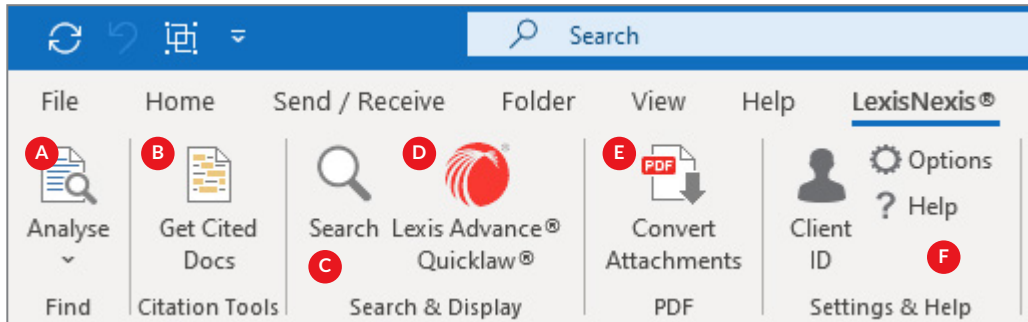 Search
File Home Send / Receive Folder View Help LexisNexis®
A B D E Options
PDF
? Help
Analyse Get Cited Search Lexis Advance® Convert Client
Docs C Quicklaw® Attachments ID F
Find Citation Tools Search & Display PDF Settings & Help